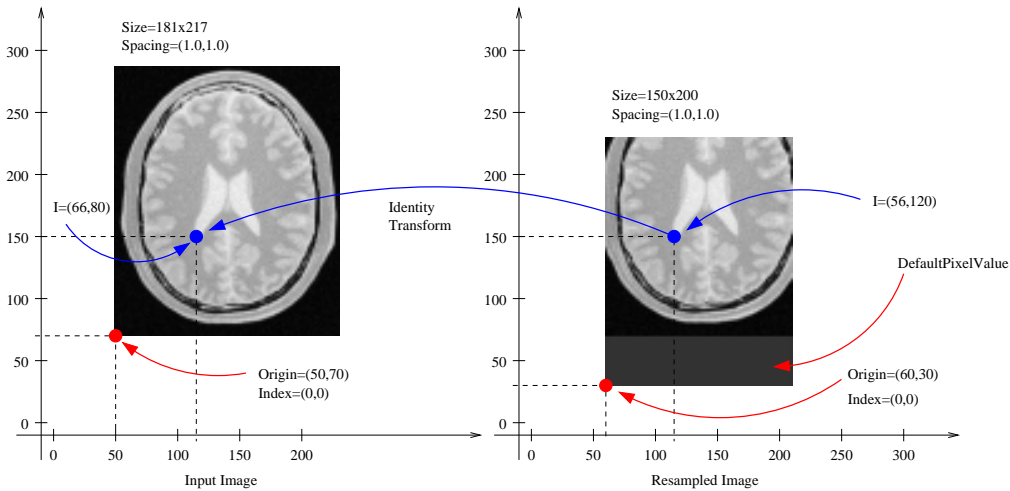 Size=181x217
Spacing=(1.0,1.0)
300
250
200
150
100
50
0
I=(66,80)
Origin=(50,70)
Index=(0,0)
0
50
100
150
200
Input Image
Identity
Transform
Size=150x200
Spacing=(1.0,1.0)
300
250
200
150
100
50
0
I=(56,120)
DefaultPixelValue
Origin=(60,30)
Index=(0,0)
0
50
100
150
200
250
300
Resampled Image